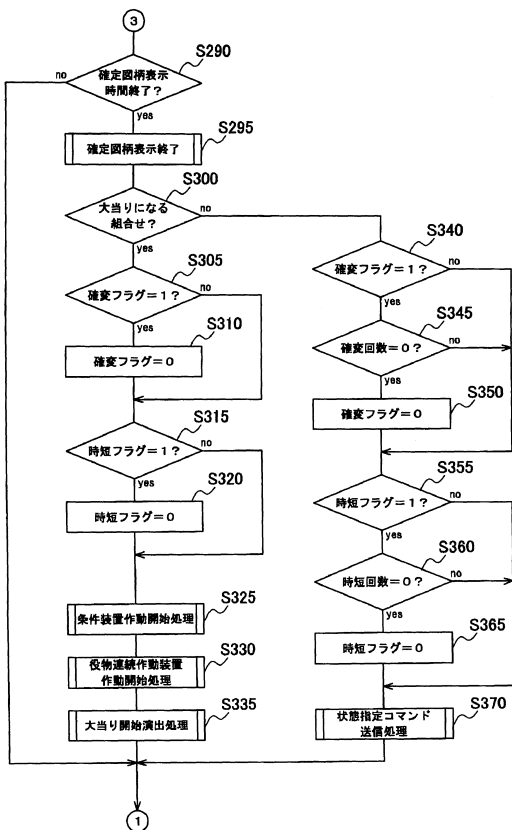 3
S290
確定図柄表示
時間終了？
no
yes
S295
確定図柄表示終了
S300
大当りになる
組合せ？
no
yes
S305
確変フラグ＝１？
no
yes
S310
確変フラグ＝０
S315
時短フラグ＝１？
no
yes
S320
時短フラグ＝０
S325
条件装置作動開始処理
S330
役物連続作動装置
作動開始処理
S335
大当り開始演出処理
S340
確変フラグ＝１？
no
yes
S345
確変回数＝０？
no
yes
S350
確変フラグ＝０
S355
時短フラグ＝１？
no
yes
S360
時短回数＝０？
no
yes
S365
時短フラグ＝０
S370
状態指定コマンド
送信処理
1